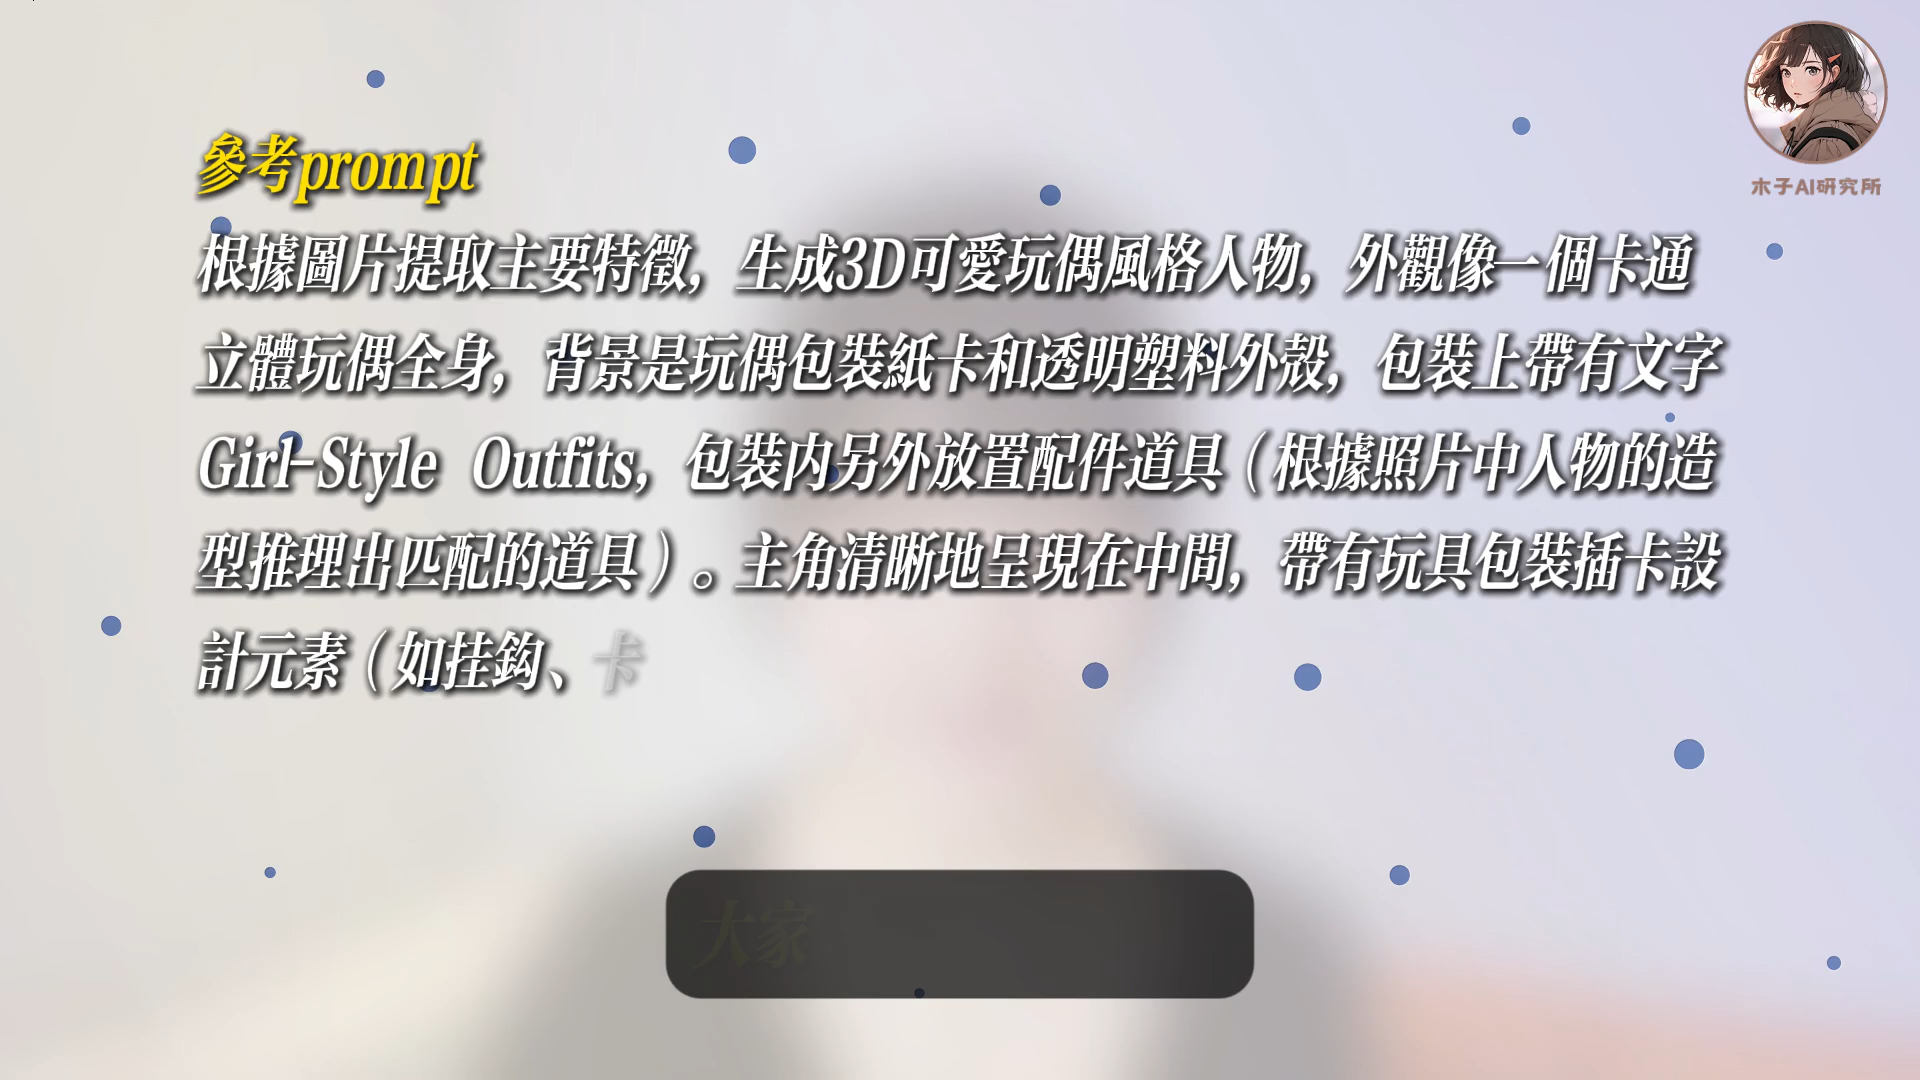 木子AI研究所
參考prompt
根據圖片提取主要特徵，生成3D可愛玩偶風格人物，外觀像一個卡通
立體玩偶全身，背景是玩偶包裝紙卡和透明塑料外殼，包裝上帶有文字
Girl-Style Outfits，包裝内另外放置配件道具（根據照片中人物的造
型推理出匹配的道具）。主角清晰地呈現在中間，帶有玩具包裝插卡設
計元素（如挂鈎、卡
大家